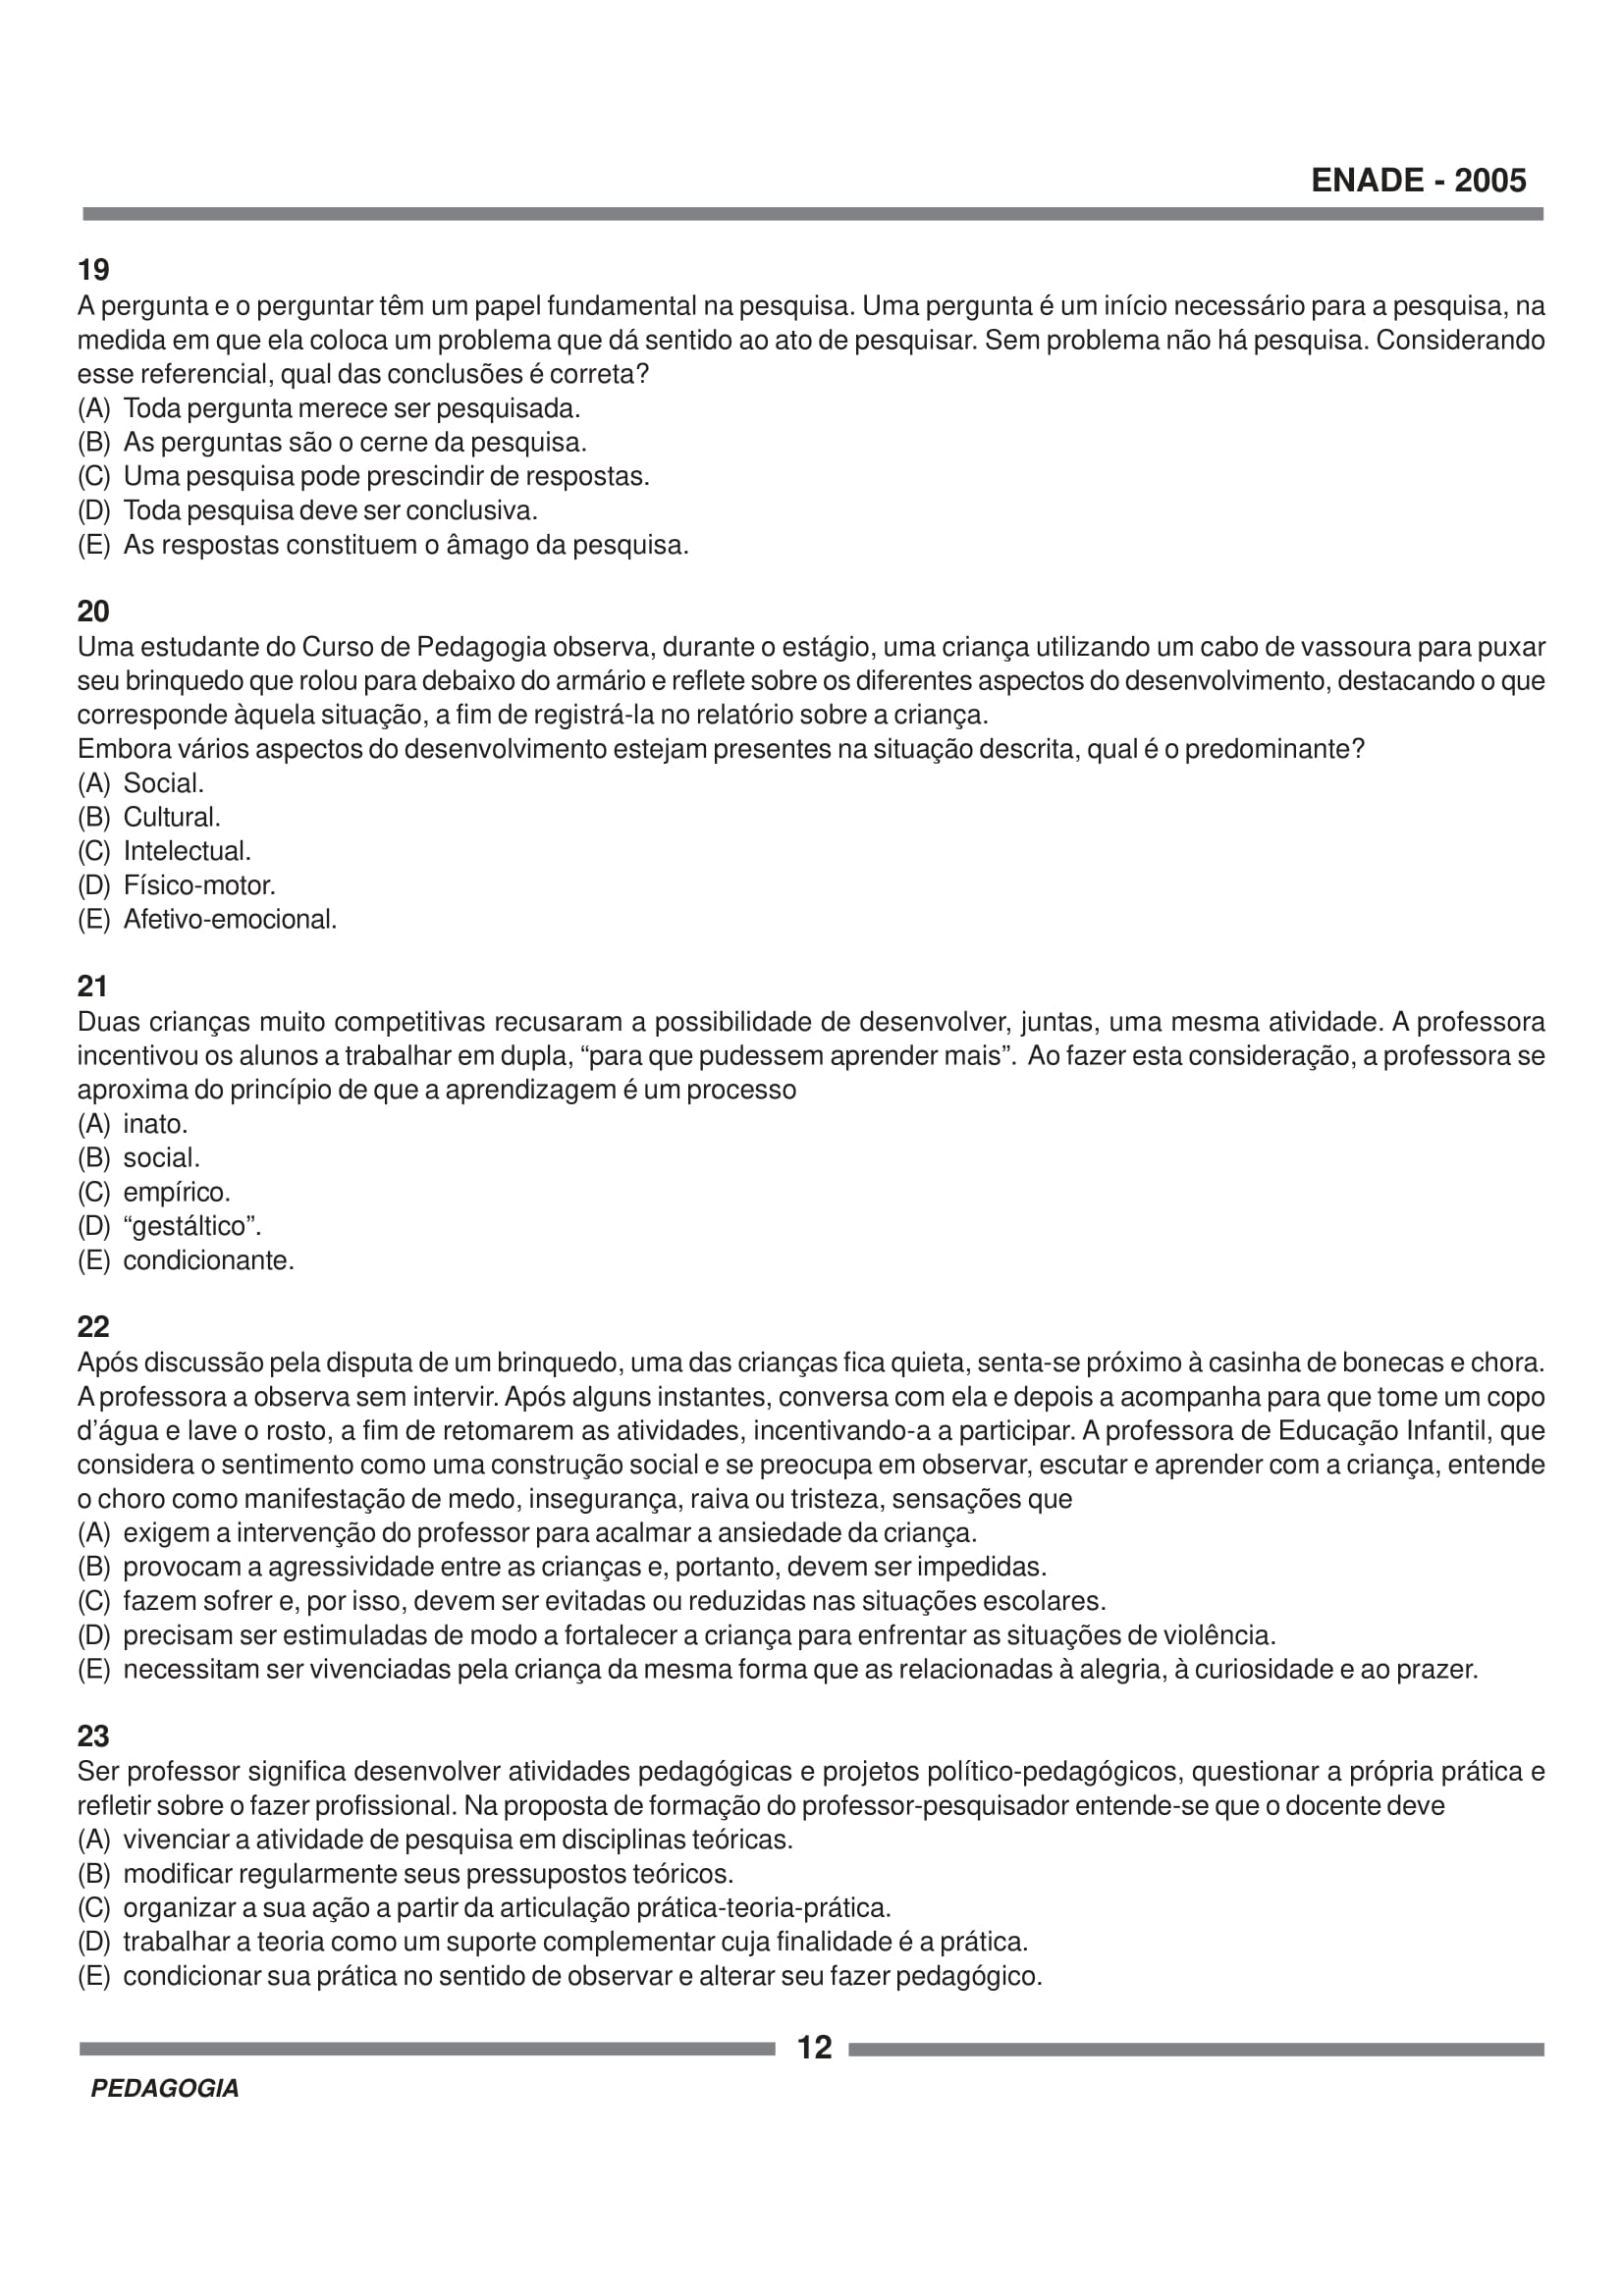 ENADE - 2005
19
A pergunta e o perguntar têm um papel fundamental na pesquisa. Uma pergunta é um início necessário para a pesquisa, na
medida em que ela coloca um problema que dá sentido ao ato de pesquisar. Sem problema não há pesquisa. Considerando
esse referencial, qual das conclusões é correta?
(A) Toda pergunta merece ser pesquisada.
(B) As perguntas são o cerne da pesquisa.
(C) Uma pesquisa pode prescindir de respostas.
(D) Toda pesquisa deve ser conclusiva.
(E) As respostas constituem o âmago da pesquisa.
20
Uma estudante do Curso de Pedagogia observa, durante o estágio, uma criança utilizando um cabo de vassoura para puxar
seu brinquedo que rolou para debaixo do armário e reflete sobre os diferentes aspectos do desenvolvimento, destacando o que
corresponde àquela situação, a fim de registrá-la no relatório sobre a criança.
Embora vários aspectos do desenvolvimento estejam presentes na situação descrita, qual é o predominante?
(A) Social.
(B) Cultural.
(C) Intelectual.
(D) Físico-motor.
(E) Afetivo-emocional.
21
Duas crianças muito competitivas recusaram a possibilidade de desenvolver, juntas, uma mesma atividade. A professora
incentivou os alunos a trabalhar em dupla, “para que pudessem aprender mais”. Ao fazer esta consideração, a professora se
aproxima do princípio de que a aprendizagem é um processo
(A) inato.
(B) social.
(C) empírico.
(D) “gestáltico”.
(E) condicionante.
22
Após discussão pela disputa de um brinquedo, uma das crianças fica quieta, senta-se próximo à casinha de bonecas e chora.
A professora a observa sem intervir. Após alguns instantes, conversa com ela e depois a acompanha para que tome um copo
d’água e lave o rosto, a fim de retomarem as atividades, incentivando-a a participar. A professora de Educação Infantil, que
considera o sentimento como uma construção social e se preocupa em observar, escutar e aprender com a criança, entende
o choro como manifestação de medo, insegurança, raiva ou tristeza, sensações que
(A) exigem a intervenção do professor para acalmar a ansiedade da criança.
(B) provocam a agressividade entre as crianças e, portanto, devem ser impedidas.
(C) fazem sofrer e, por isso, devem ser evitadas ou reduzidas nas situações escolares.
(D) precisam ser estimuladas de modo a fortalecer a criança para enfrentar as situações de violência.
(E) necessitam ser vivenciadas pela criança da mesma forma que as relacionadas à alegria, à curiosidade e ao prazer.
23
Ser professor significa desenvolver atividades pedagógicas e projetos político-pedagógicos, questionar a própria prática e
refletir sobre o fazer profissional. Na proposta de formação do professor-pesquisador entende-se que o docente deve
(A) vivenciar a atividade de pesquisa em disciplinas teóricas.
(B) modificar regularmente seus pressupostos teóricos.
(C) organizar a sua ação a partir da articulação prática-teoria-prática.
(D) trabalhar a teoria como um suporte complementar cuja finalidade é a prática.
(E) condicionar sua prática no sentido de observar e alterar seu fazer pedagógico.
12
PEDAGOGIA